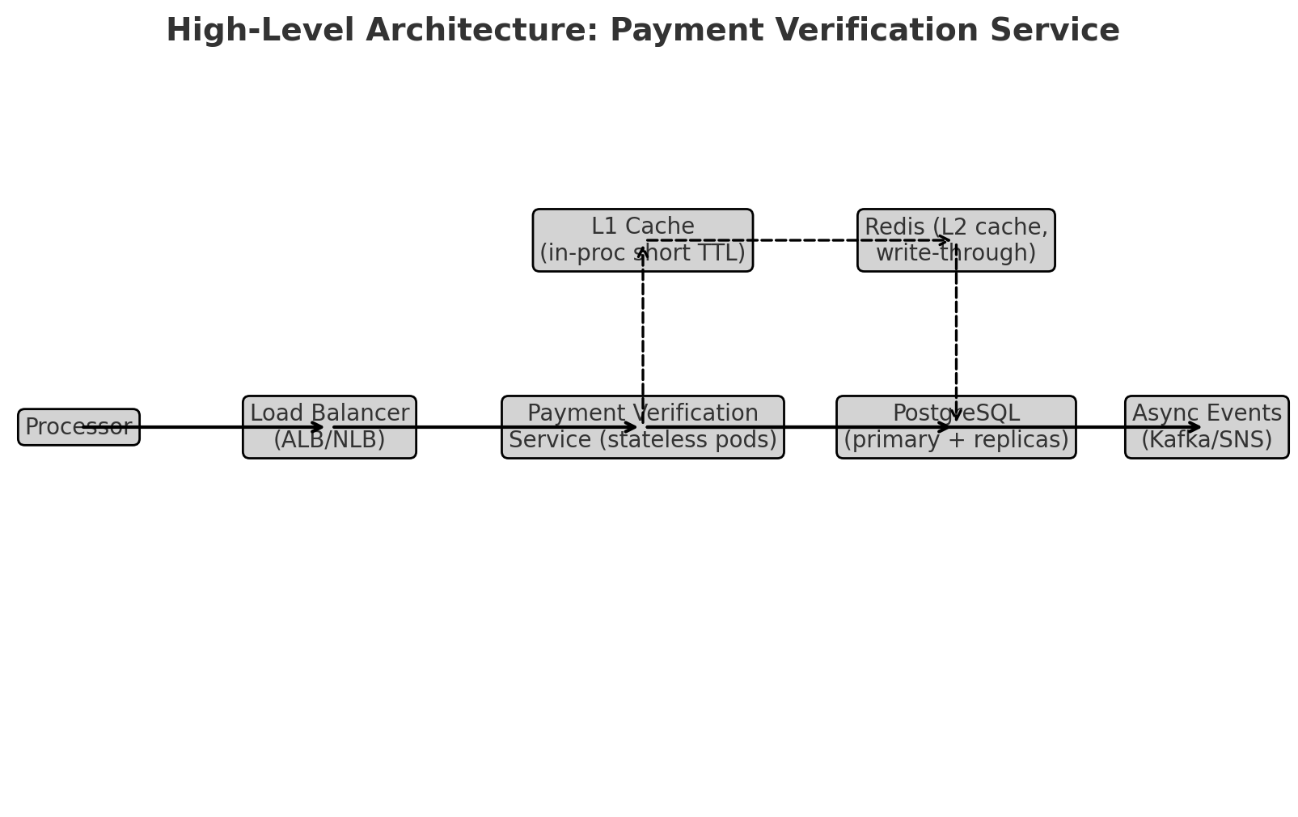 High-Level Architecture: Payment Verification Service
L1 Cache
(in-proc short TTL)
Redis (L2 cache,
write-through)
Processor
Load Balancer
(ALB/NLB)
Payment Verification
Service (stateless pods)
PostgreSQL
(primary + replicas)
Async Events
(Kafka/SNS)